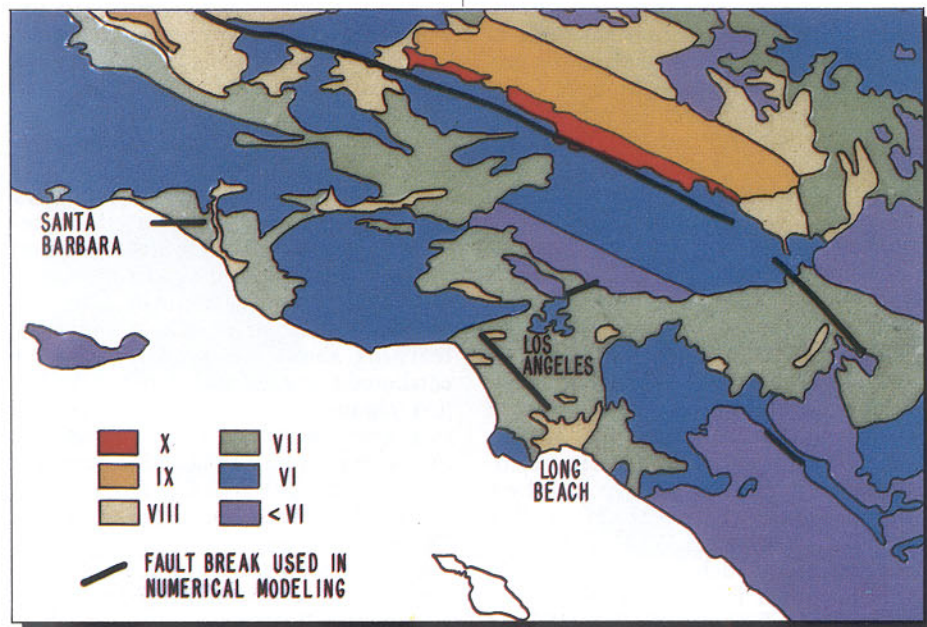 SANTA
BARBARA
LOS
ANGELES
LONG
BEACH
X
VII
IX
VI
VIII
< VI
FAULT BREAK USED IN
NUMERICAL MODELING